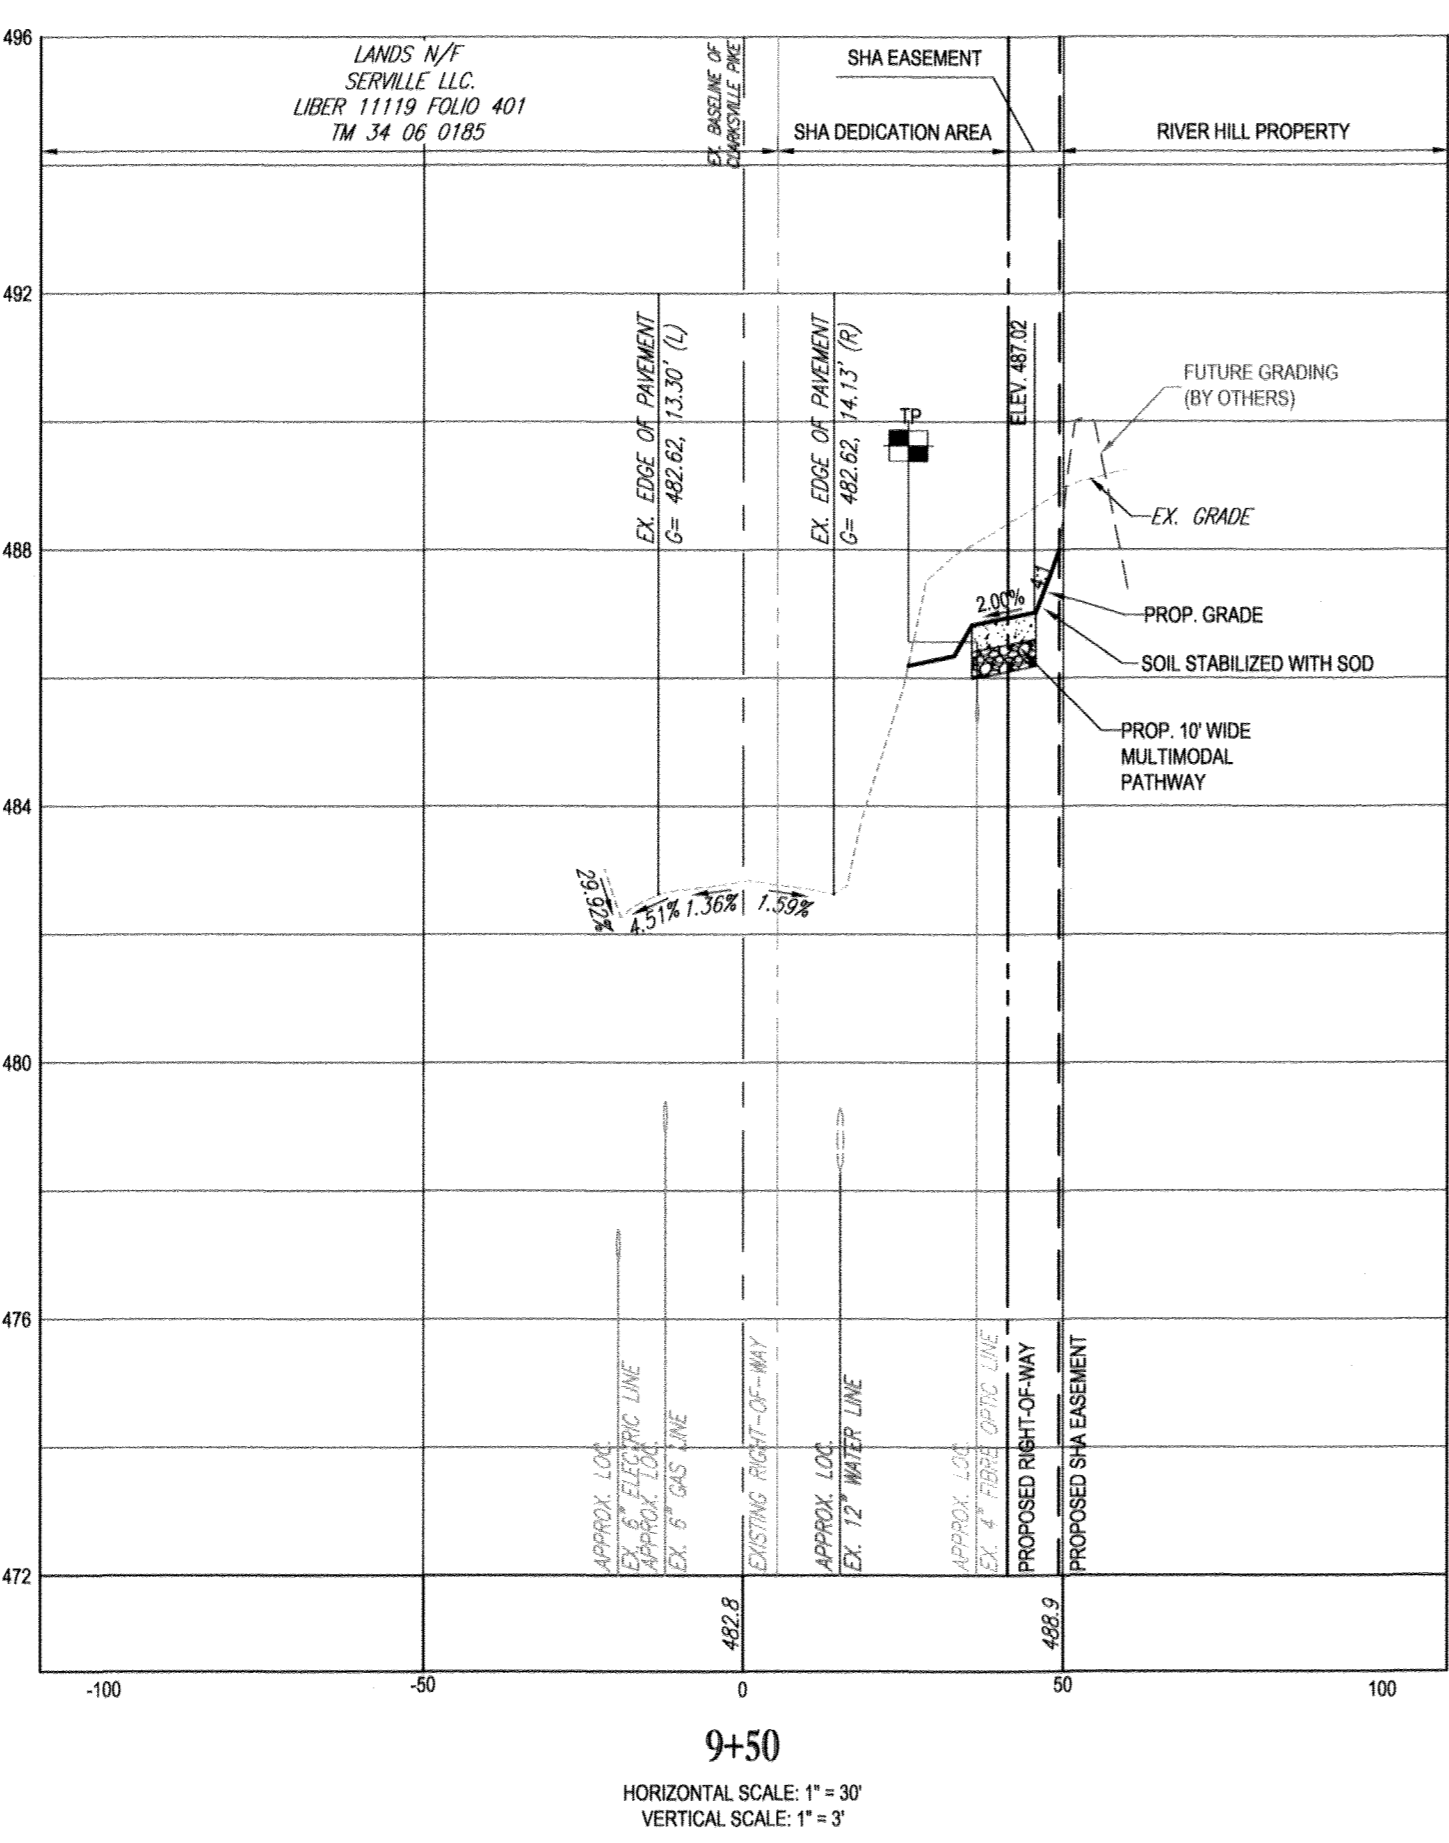 496
LANDS N/F
SERVILLE LLC.
LIBER 11119 FOLIO 401
TM 34 06 0185
EX. BASELINE OF
CLARKSVILLE PIKE
SHA EASEMENT
SHA DEDICATION AREA
RIVER HILL PROPERTY
492
EX. EDGE OF PAVEMENT
G= 482.62, 13.30' (L)
EX. EDGE OF PAVEMENT
G= 482.62, 14.13' (R)
TP
ELEV. 487.02
FUTURE GRADING
(BY OTHERS)
EX. GRADE
488
2.00%
4:1
PROP. GRADE
SOIL STABILIZED WITH SOD
PROP. 10' WIDE
MULTIMODAL
PATHWAY
484
29.92%
4.51%
1.36%
1.59%
480
476
APPROX. LOC.
EX. 6" ELECTRIC LINE
APPROX. LOC.
EX. 6" GAS LINE
EXISTING RIGHT-OF-WAY
APPROX. LOC.
EX. 12" WATER LINE
APPROX. LOC.
EX. 4" FIBRE OPTIC LINE
PROPOSED RIGHT-OF-WAY
PROPOSED SHA EASEMENT
472
482.8
488.9
-100
-50
0
50
100
9+50
HORIZONTAL SCALE: 1" = 30'
VERTICAL SCALE: 1" = 3'